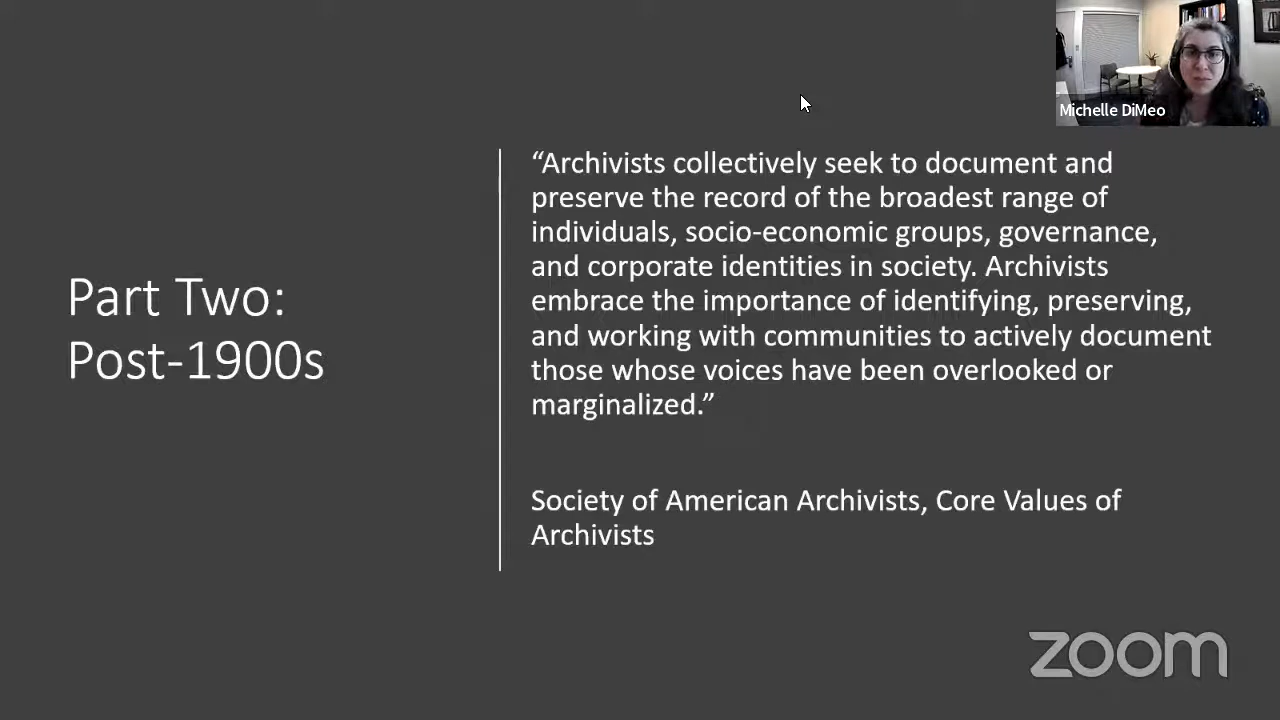 Michelle DiMeo
Part Two:
Post-1900s
“Archivists collectively seek to document and
preserve the record of the broadest range of
individuals, socio-economic groups, governance,
and corporate identities in society. Archivists
embrace the importance of identifying, preserving,
and working with communities to actively document
those whose voices have been overlooked or
marginalized.”
Society of American Archivists, Core Values of
Archivists
zoom